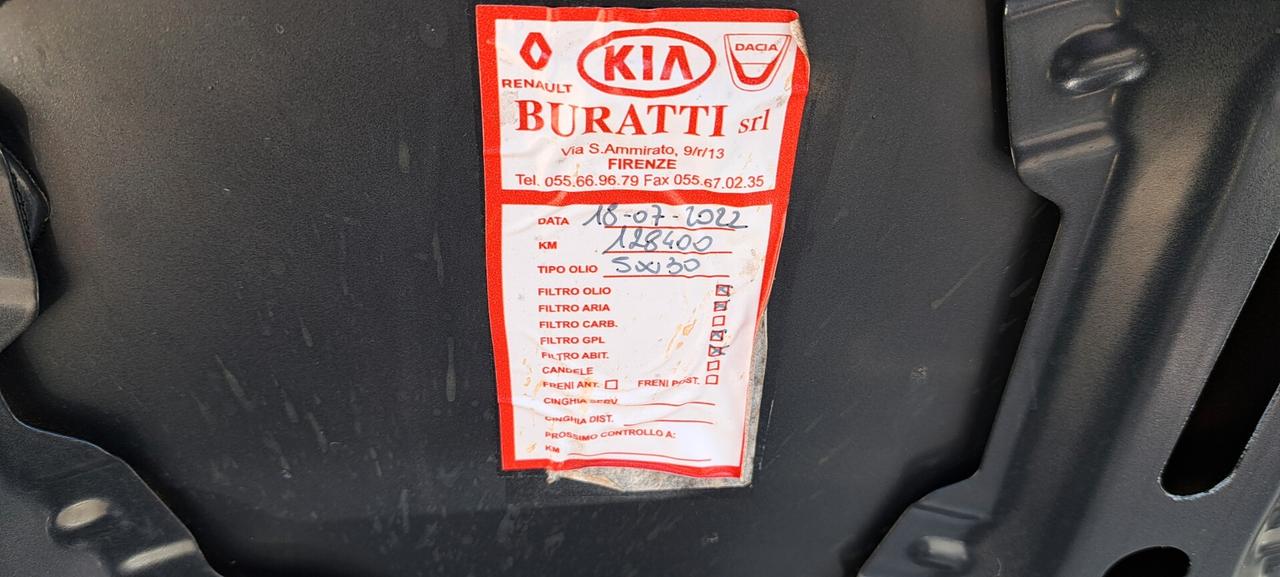 RENAULT KIA DACIA
BURATTI srl
Via S.Ammirato, 9/r/13
FIRENZE
Tel. 055.66.96.79 Fax 055.67.02.35
DATA 18-07-2022
KM 128400
TIPO OLIO 5W30
FILTRO OLIO
FILTRO ARIA
FILTRO CARB.
FILTRO GPL
FILTRO ABIT.
CANDELE
FRENI ANT. FRENI POST.
CINGHIA SERV.
CINGHIA DIST.
PROSSIMO CONTROLLO A:
KM